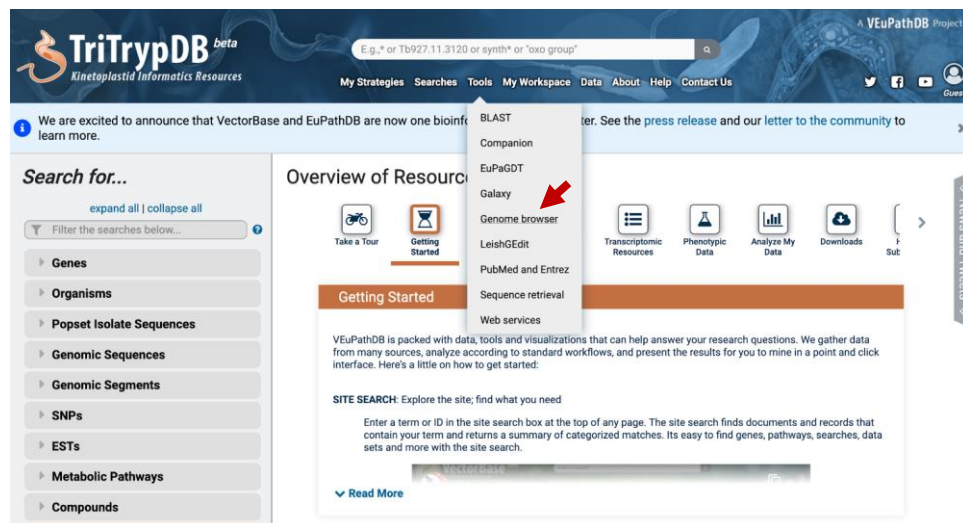 A VEuPathDB Project
TriTrypDB beta
Kinetoplastid Informatics Resources
E.g.,* or Tb927.11.3120 or synth* or "oxo group"
My Strategies Searches Tools My Workspace Data About Help Contact Us
Guest
We are excited to announce that VectorBase and EuPathDB are now one bioinfo ter. See the press release and our letter to the community to
learn more.
BLAST
Companion
EuPaGDT
Galaxy
Genome browser
LeishGEdit
PubMed and Entrez
Sequence retrieval
Web services
Search for...
expand all | collapse all
Filter the searches below...
Genes
Organisms
Popset Isolate Sequences
Genomic Sequences
Genomic Segments
SNPs
ESTs
Metabolic Pathways
Compounds
Overview of Resourc
Take a Tour
Getting
Started
Transcriptomic
Resources
Phenotypic
Data
Analyze My
Data
Downloads
Sub
Getting Started
VEuPathDB is packed with data, tools and visualizations that can help answer your research questions. We gather data
from many sources, analyze according to standard workflows, and present the results for you to mine in a point and click
interface. Here's a little on how to get started:
SITE SEARCH: Explore the site; find what you need
Enter a term or ID in the site search box at the top of any page. The site search finds documents and records that
contain your term and returns a summary of categorized matches. Its easy to find genes, pathways, searches, data
sets and more with the site search.
VectorBase
Read More